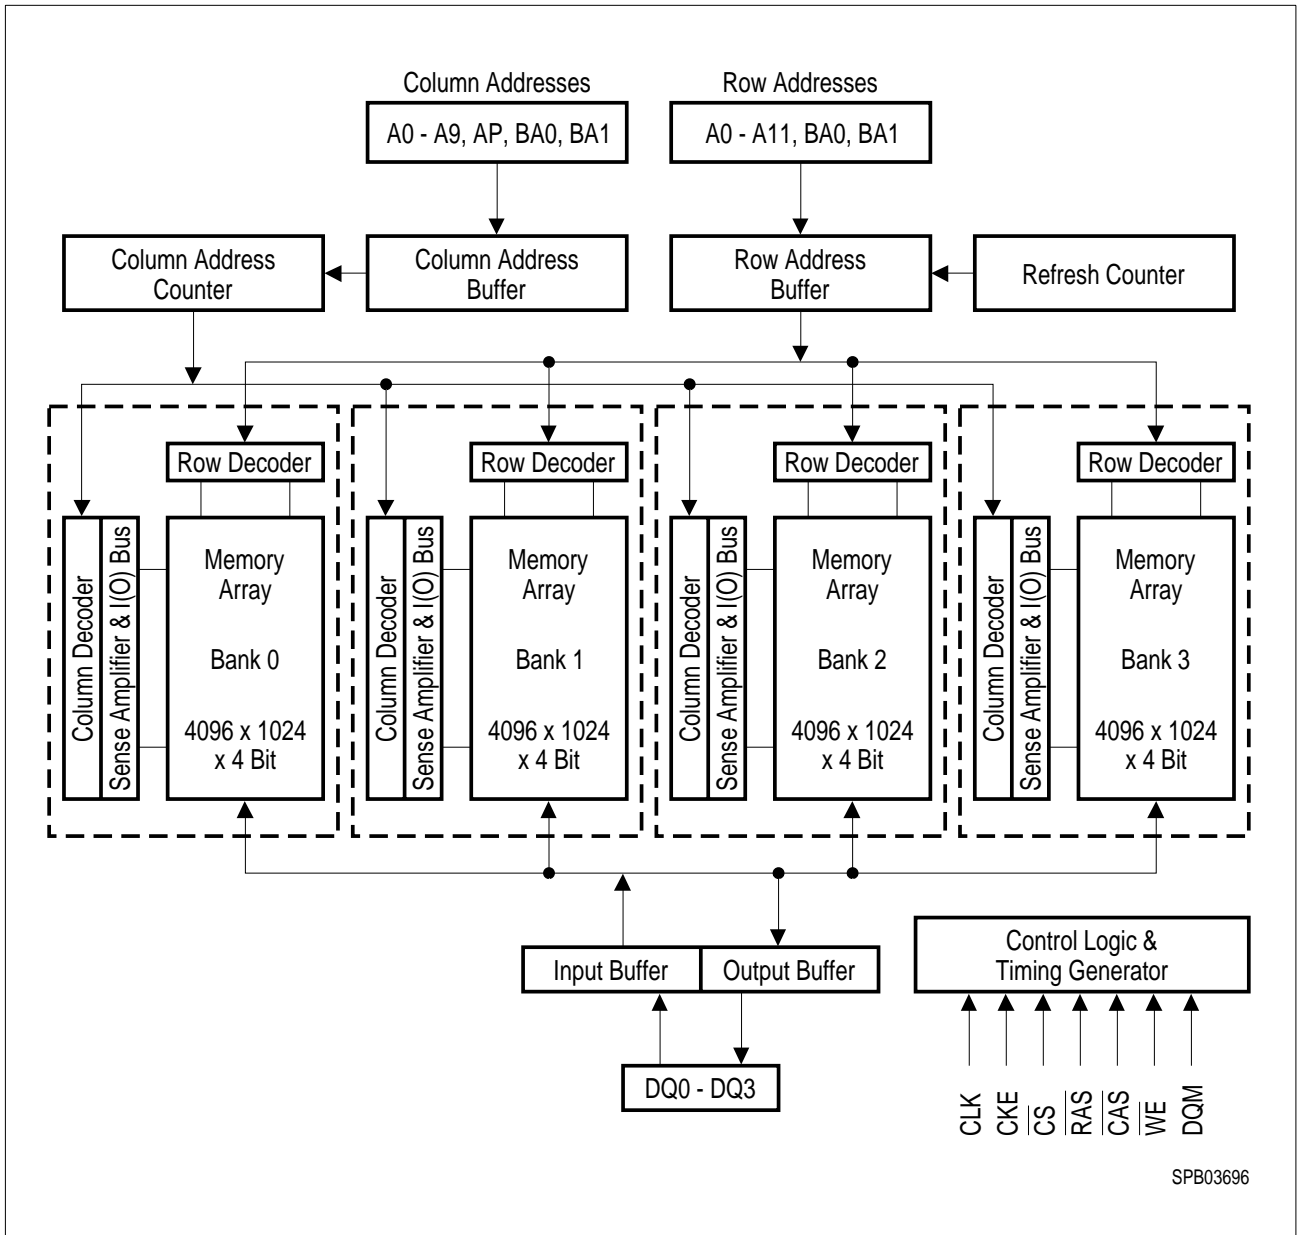 Column Addresses
Row Addresses
A0 - A9, AP, BA0, BA1
A0 - A11, BA0, BA1
Column Address
Counter
Column Address
Buffer
Row Address
Buffer
Refresh Counter
Row Decoder
Row Decoder
Row Decoder
Row Decoder
Column Decoder
Sense Amplifier & I(O) Bus
Memory
Array
Bank 0
4096 x 1024
x 4 Bit
Column Decoder
Sense Amplifier & I(O) Bus
Memory
Array
Bank 1
4096 x 1024
x 4 Bit
Column Decoder
Sense Amplifier & I(O) Bus
Memory
Array
Bank 2
4096 x 1024
x 4 Bit
Column Decoder
Sense Amplifier & I(O) Bus
Memory
Array
Bank 3
4096 x 1024
x 4 Bit
Input Buffer
Output Buffer
Control Logic &
Timing Generator
DQ0 - DQ3
CLK
CKE
C̅S̅
R̅A̅S̅
C̅A̅S̅
W̅E̅
DQM
SPB03696